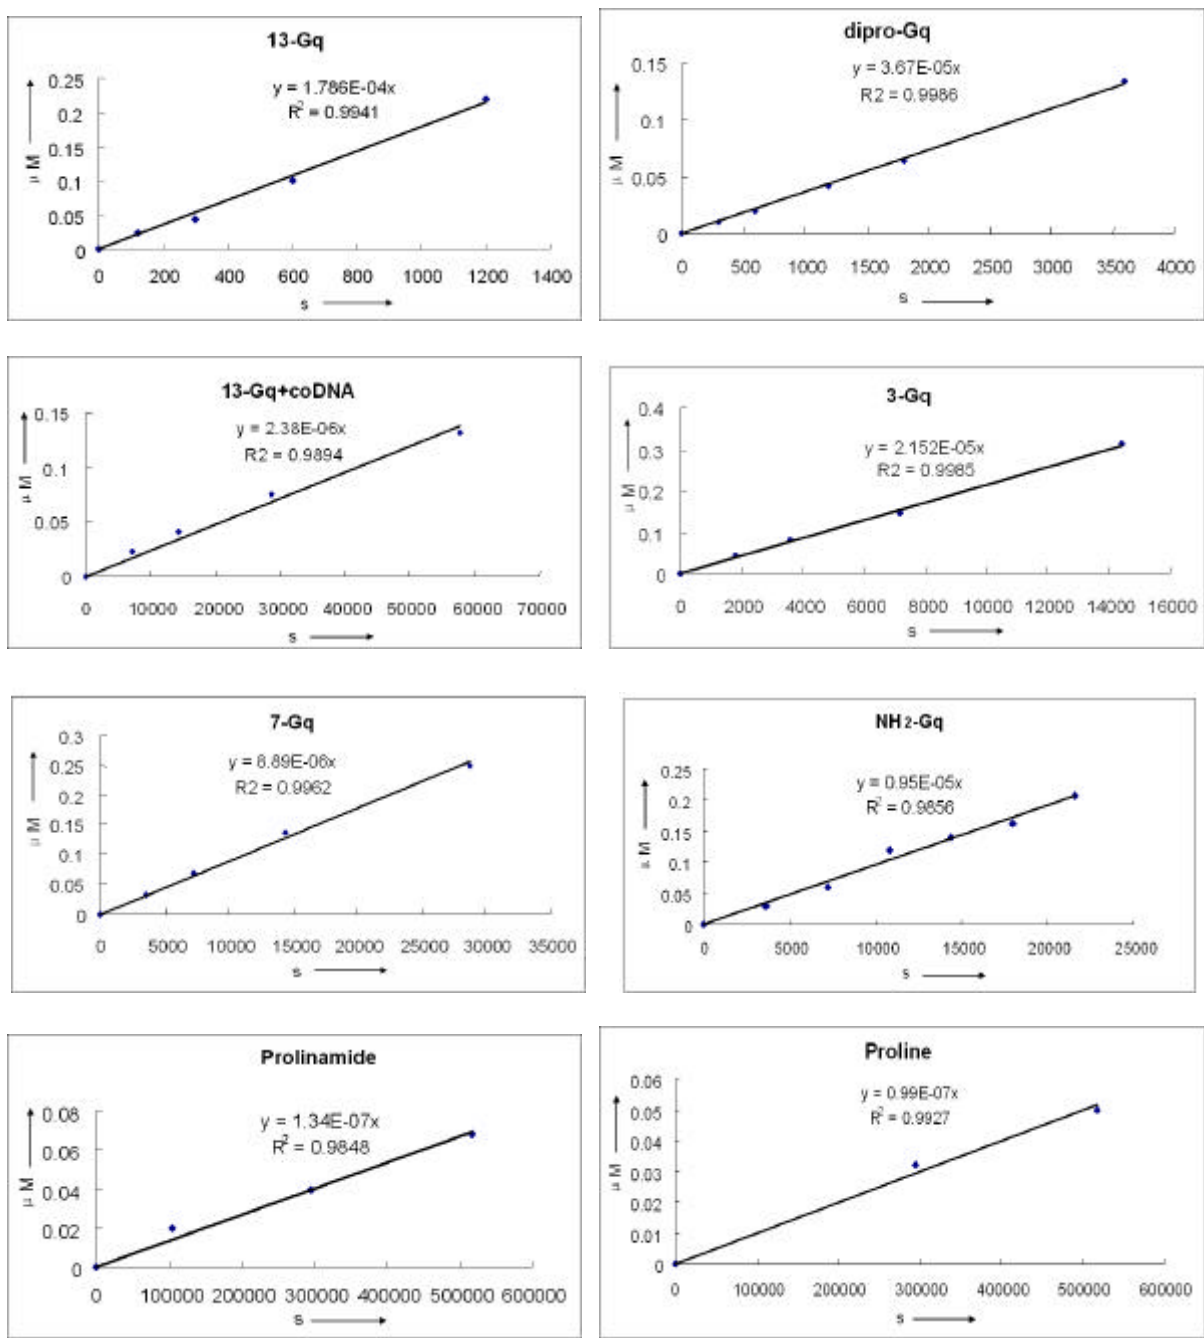 13-Gq
y = 1.786E-04x
R² = 0.9941
μ M
0.25
0.2
0.15
0.1
0.05
0
0 200 400 600 800 1000 1200 1400
s
dipro-Gq
y = 3.67E-05x
R2 = 0.9986
μ M
0.15
0.1
0.05
0
0 500 1000 1500 2000 2500 3000 3500 4000
s
13-Gq+coDNA
y = 2.38E-06x
R2 = 0.9894
μ M
0.15
0.1
0.05
0
0 10000 20000 30000 40000 50000 60000 70000
s
3-Gq
y = 2.152E-05x
R2 = 0.9985
μ M
0.4
0.3
0.2
0.1
0
0 2000 4000 6000 8000 10000 12000 14000 16000
s
7-Gq
y = 8.89E-06x
R2 = 0.9962
μ M
0.3
0.25
0.2
0.15
0.1
0.05
0
0 5000 10000 15000 20000 25000 30000 35000
s
NH2-Gq
y = 0.95E-05x
R² = 0.9856
μ M
0.25
0.2
0.15
0.1
0.05
0
0 5000 10000 15000 20000 25000
s
Prolinamide
y = 1.34E-07x
R² = 0.9848
μ M
0.08
0.06
0.04
0.02
0
0 100000 200000 300000 400000 500000 600000
s
Proline
y = 0.99E-07x
R² = 0.9927
μ M
0.06
0.05
0.04
0.03
0.02
0.01
0
0 100000 200000 300000 400000 500000 600000
s